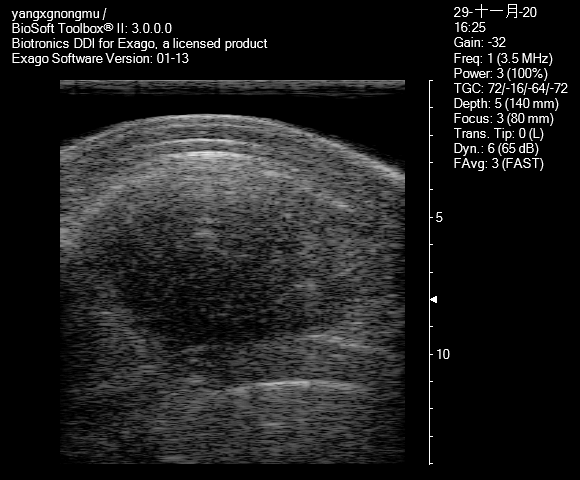 yangxgnongmu /
BioSoft Toolbox® II: 3.0.0.0
Biotronics DDI for Exago, a licensed product
Exago Software Version: 01-13
29-十一月-20
16:25
Gain: -32
Freq: 1 (3.5 MHz)
Power: 3 (100%)
TGC: 72/-16/-64/-72
Depth: 5 (140 mm)
Focus: 3 (80 mm)
Trans. Tip: 0 (L)
Dyn.: 6 (65 dB)
FAvg: 3 (FAST)
5
10